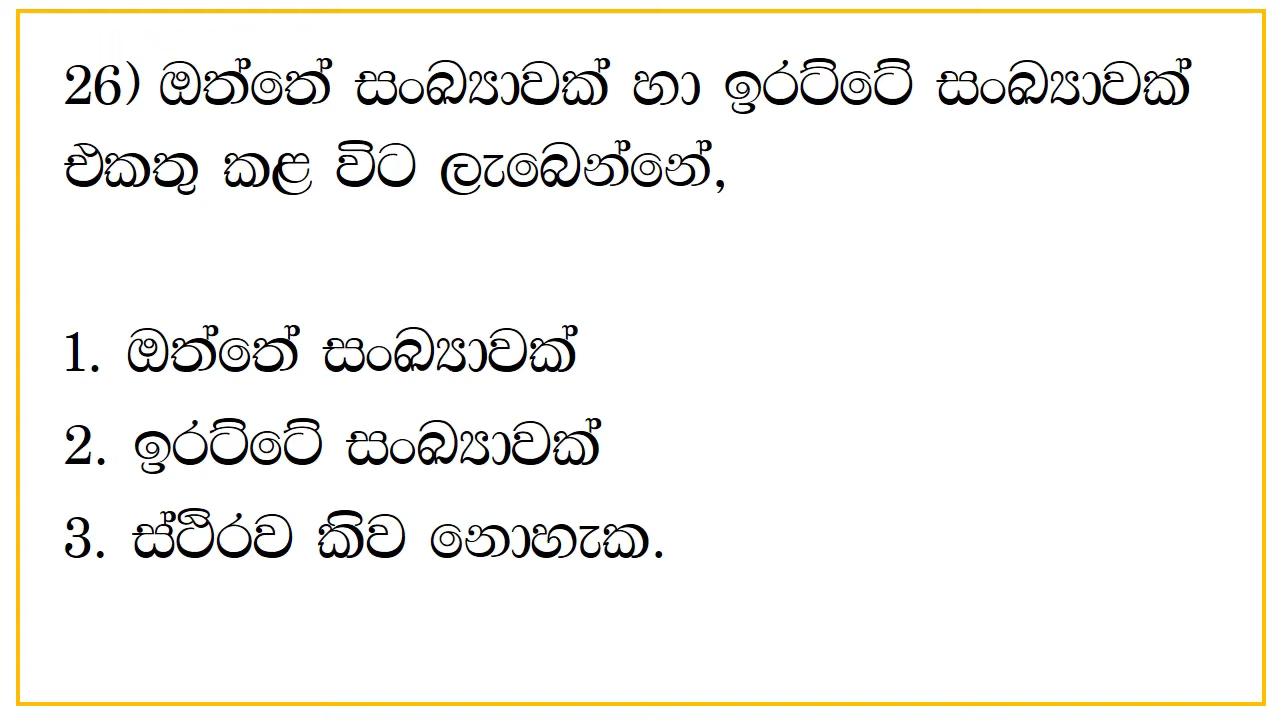 26) ඔත්තේ සංඛ්‍යාවක් හා ඉරට්ටේ සංඛ්‍යාවක්
එකතු කළ විට ලැබෙන්නේ,
1. ඔත්තේ සංඛ්‍යාවක්
2. ඉරට්ටේ සංඛ්‍යාවක්
3. ස්ථිරව කිව නොහැක.